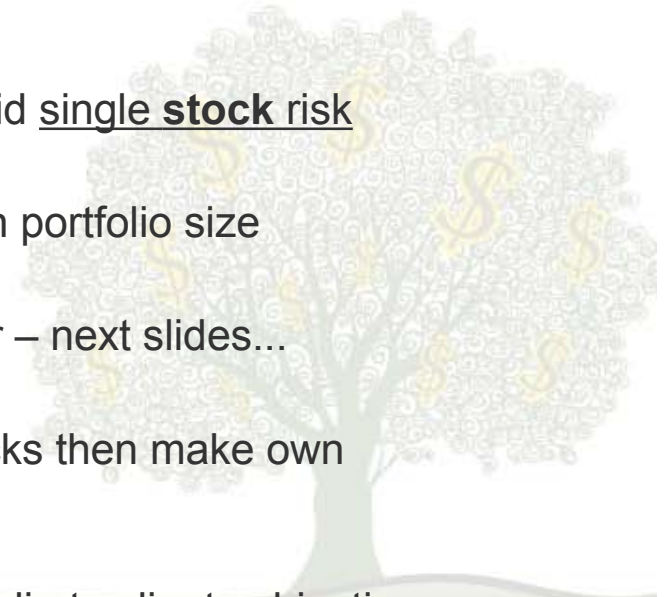 id single stock risk
n portfolio size
r – next slides...
ks then make own